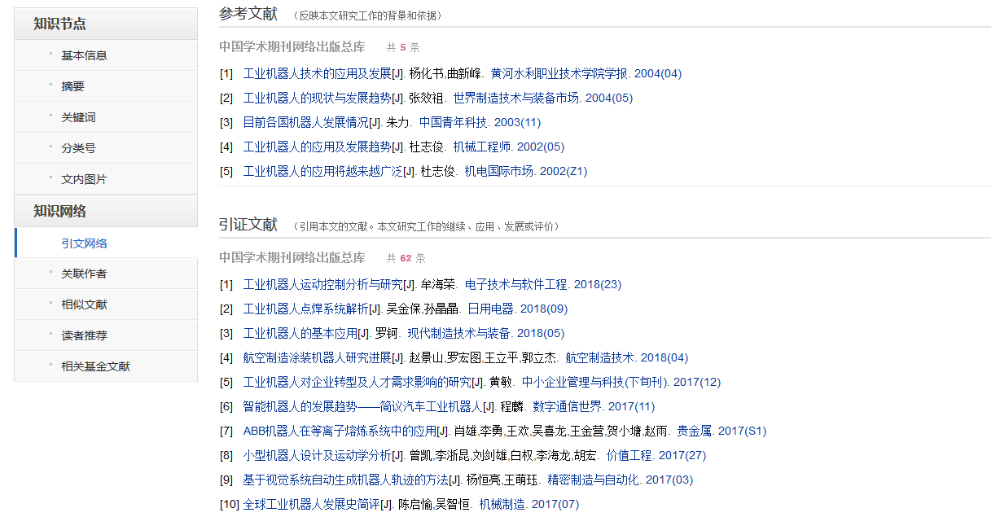 知识节点
基本信息
摘要
关键词
分类号
文内图片
知识网络
引文网络
关联作者
相似文献
读者推荐
相关基金文献
参考文献 （反映本文研究工作的背景和依据）
中国学术期刊网络出版总库 共 5 条
[1] 工业机器人技术的应用及发展[J]. 杨化书,曲新峰. 黄河水利职业技术学院学报. 2004(04)
[2] 工业机器人的现状与发展趋势[J]. 张效祖. 世界制造技术与装备市场. 2004(05)
[3] 目前各国机器人发展情况[J]. 朱力. 中国青年科技. 2003(11)
[4] 工业机器人的应用及发展趋势[J]. 杜志俊. 机械工程师. 2002(05)
[5] 工业机器人的应用将越来越广泛[J]. 杜志俊. 机电国际市场. 2002(Z1)
引证文献 （引用本文的文献。本文研究工作的继续、应用、发展或评价）
中国学术期刊网络出版总库 共 62 条
[1] 工业机器人运动控制分析与研究[J]. 牟海荣. 电子技术与软件工程. 2018(23)
[2] 工业机器人点焊系统解析[J]. 吴金保,孙晶晶. 日用电器. 2018(09)
[3] 工业机器人的基本应用[J]. 罗钶. 现代制造技术与装备. 2018(05)
[4] 航空制造涂装机器人研究进展[J]. 赵景山,罗宏图,王立平,郭立杰. 航空制造技术. 2018(04)
[5] 工业机器人对企业转型及人才需求影响的研究[J]. 黄敏. 中小企业管理与科技(下旬刊). 2017(12)
[6] 智能机器人的发展趋势——简议汽车工业机器人[J]. 程麟. 数字通信世界. 2017(11)
[7] ABB机器人在等离子熔炼系统中的应用[J]. 肖雄,李勇,王欢,吴喜龙,王金营,贺小塘,赵雨. 贵金属. 2017(S1)
[8] 小型机器人设计及运动学分析[J]. 曾凯,李浙昆,刘剑雄,白权,李海龙,胡宏. 价值工程. 2017(27)
[9] 基于视觉系统自动生成机器人轨迹的方法[J]. 杨恒亮,王萌珏. 精密制造与自动化. 2017(03)
[10] 全球工业机器人发展史简评[J]. 陈启愉,吴智恒. 机械制造. 2017(07)